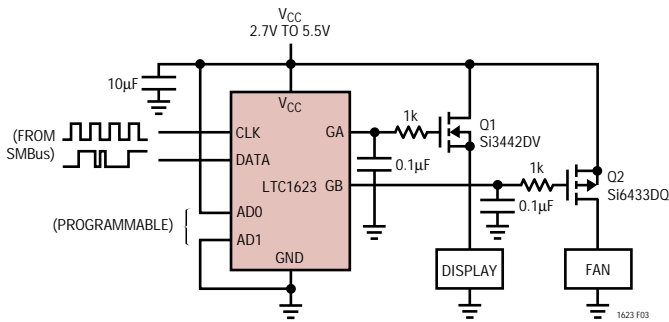 VCC
2.7V TO 5.5V
10µF
VCC
(FROM
SMBus)
CLK
DATA
GA
1k
Q1
Si3442DV
0.1µF
LTC1623
GB
1k
Q2
Si6433DQ
0.1µF
(PROGRAMMABLE)
AD0
AD1
GND
DISPLAY
FAN
1623 F03